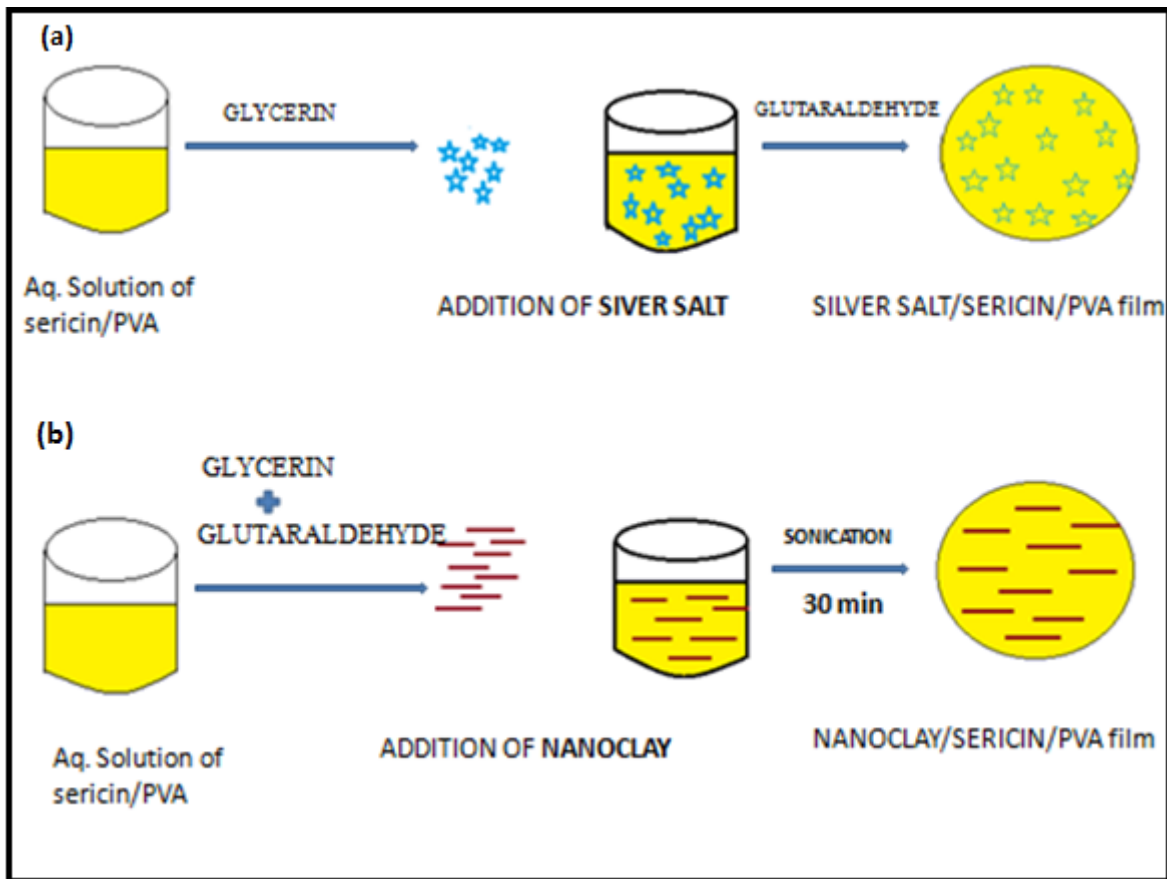 (a)
GLYCERIN
GLUTARALDEHYDE
Aq. Solution of
sericin/PVA
ADDITION OF SIVER SALT
SILVER SALT/SERICIN/PVA film
(b)
GLYCERIN
GLUTARALDEHYDE
SONICATION
30 min
Aq. Solution of
sericin/PVA
ADDITION OF NANOCLAY
NANOCLAY/SERICIN/PVA film